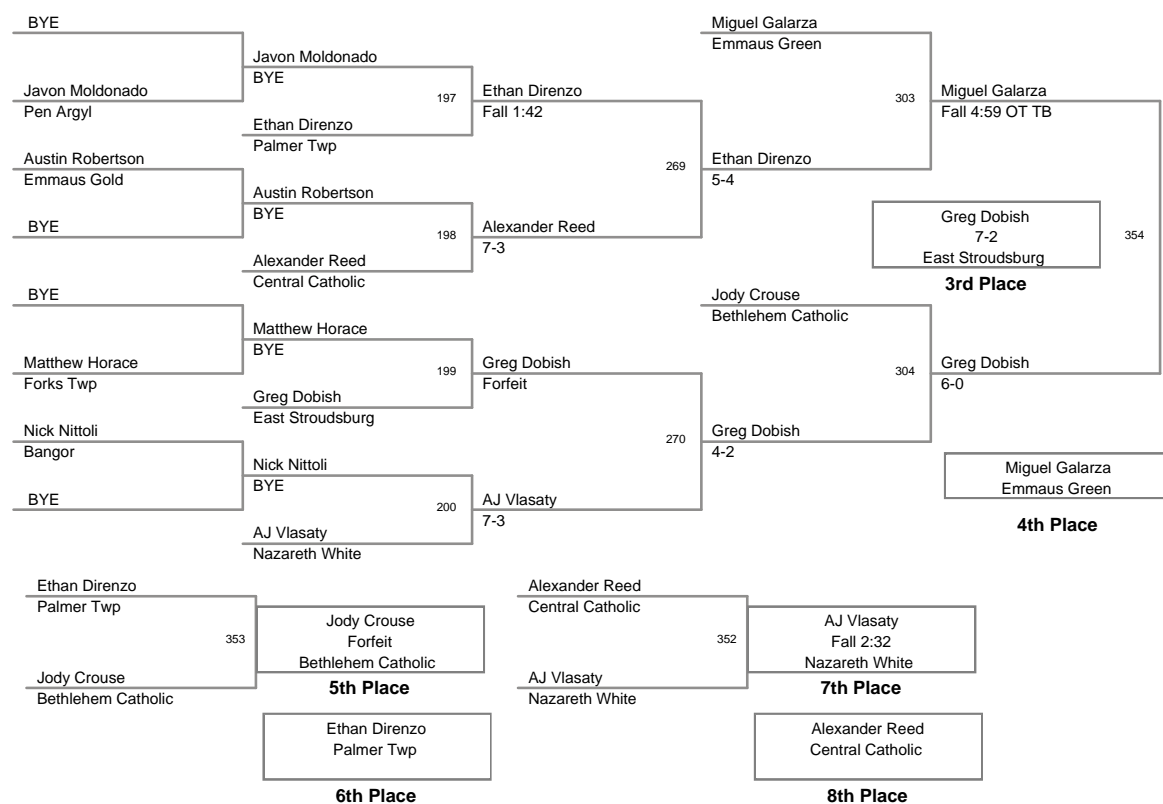 BYE
Javon Moldonado
Pen Argyl
Austin Robertson
Emmaus Gold
BYE
BYE
Matthew Horace
Forks Twp
Nick Nittoli
Bangor
BYE
Javon Moldonado
BYE
197
Ethan Direnzo
Palmer Twp
Austin Robertson
BYE
198
Alexander Reed
Central Catholic
Matthew Horace
BYE
199
Greg Dobish
East Stroudsburg
Nick Nittoli
BYE
200
AJ Vlasaty
Nazareth White
Ethan Direnzo
Fall 1:42
269
Alexander Reed
7-3
Greg Dobish
Forfeit
270
AJ Vlasaty
7-3
Miguel Galarza
Emmaus Green
303
Ethan Direnzo
5-4
Jody Crouse
Bethlehem Catholic
304
Greg Dobish
4-2
Miguel Galarza
Fall 4:59 OT TB
354
Greg Dobish
6-0
Greg Dobish
7-2
East Stroudsburg
3rd Place
Miguel Galarza
Emmaus Green
4th Place
Ethan Direnzo
Palmer Twp
353
Jody Crouse
Bethlehem Catholic
Jody Crouse
Forfeit
Bethlehem Catholic
5th Place
Ethan Direnzo
Palmer Twp
6th Place
Alexander Reed
Central Catholic
352
AJ Vlasaty
Nazareth White
AJ Vlasaty
Fall 2:32
Nazareth White
7th Place
Alexander Reed
Central Catholic
8th Place